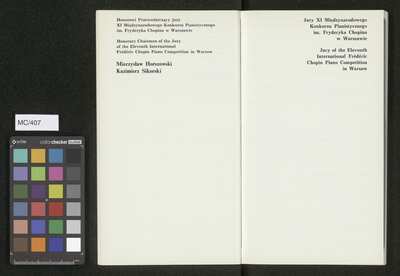 Honorowi Przewodniczący jury
XI Międzynarodowego Konkursu Pianistycznego
im. Fryderyka Chopina w Warszawie
Honorary Chairmen of the Jury
of the Eleventh International
Frédéric Chopin Piano Competition in Warsaw
Mieczysław Horszowski
Kazimierz Sikorski
Jury XI Międzynarodowego
Konkursu Pianistycznego
im. Fryderyka Chopina
w Warszawie
Jury of the Eleventh
International Frédéric
Chopin Piano Competition
in Warsaw
MC/407
x-rite
colorchecker CLASSIC